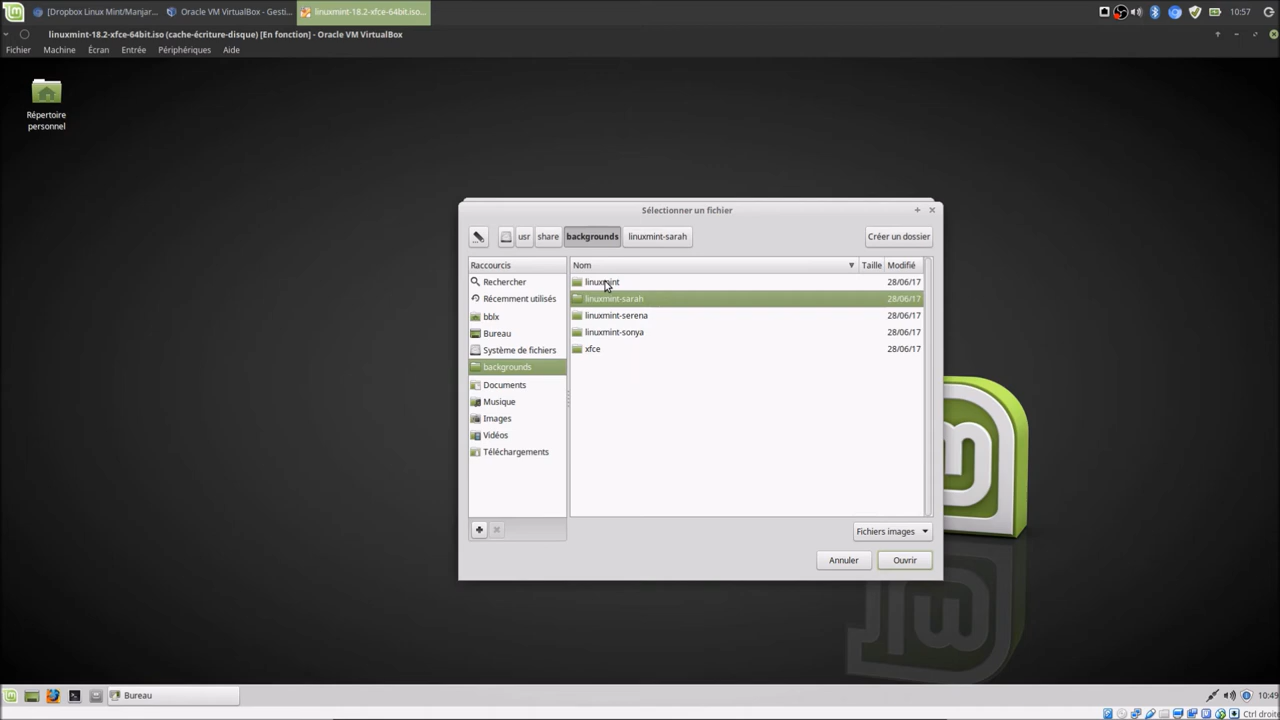 [Dropbox Linux Mint/Manjar...
Oracle VM VirtualBox - Gesti...
linuxmint-18.2-xfce-64bit.iso...
10:57
linuxmint-18.2-xfce-64bit.iso (cache-écriture-disque) [En fonction] - Oracle VM VirtualBox
Fichier Machine Écran Entrée Périphériques Aide
Répertoire
personnel
Sélectionner un fichier
usr share backgrounds linuxmint-sarah Créer un dossier
Raccourcis
Rechercher
Récemment utilisés
bblx
Bureau
Système de fichiers
backgrounds
Documents
Musique
Images
Vidéos
Téléchargements
Nom Taille Modifié
linuxmint 28/06/17
linuxmint-sarah 28/06/17
linuxmint-serena 28/06/17
linuxmint-sonya 28/06/17
xfce 28/06/17
Fichiers images
Annuler Ouvrir
Bureau
10:49
Ctrl droite